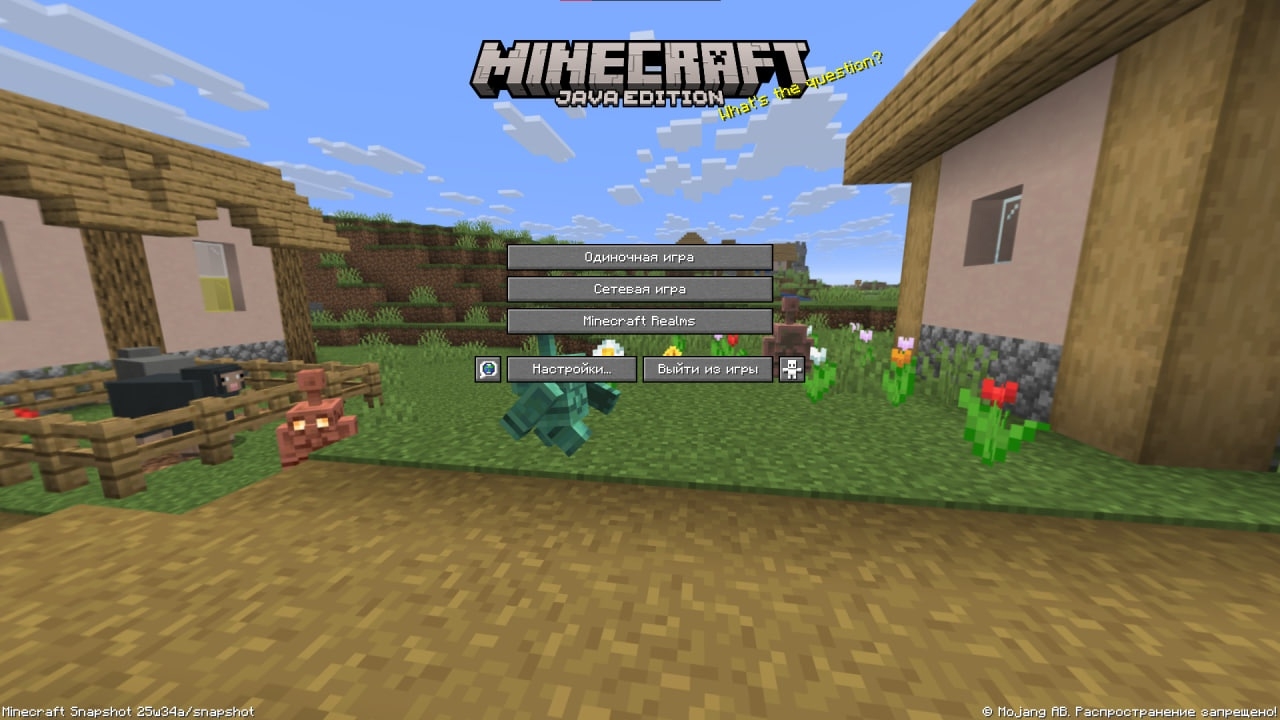 MINECRAFT
JAVA EDITION
What's the question?
Одиночная игра
Сетевая игра
Minecraft Realms
Настройки...
Выйти из игры
Minecraft Snapshot 25w34a/snapshot
© Mojang AB. Распространение запрещено!